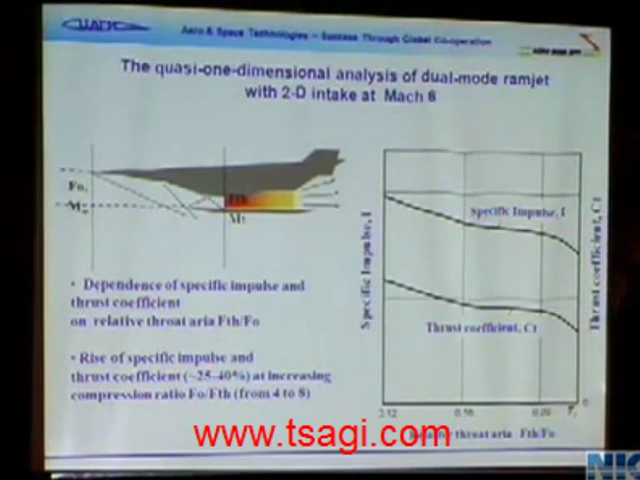 ЦАГИ
Aero & Space Technologies – Success Through Global Co-operation
The quasi-one-dimensional analysis of dual-mode ramjet
with 2-D intake at Mach 6
Fo,
Fth
M
Specific Impulse, I
Thrust coefficient, Ct
Specific Impulse, I
Thrust coefficient, Ct
• Dependence of specific impulse and
thrust coefficient
on relative throat aria Fth/Fo
• Rise of specific impulse and
thrust coefficient (~25-40%) at increasing
compression ratio Fo/Fth (from 4 to 8)
0.12 0.16 0.20
0
Relative throat aria Fth/Fo
www.tsagi.com
NIC